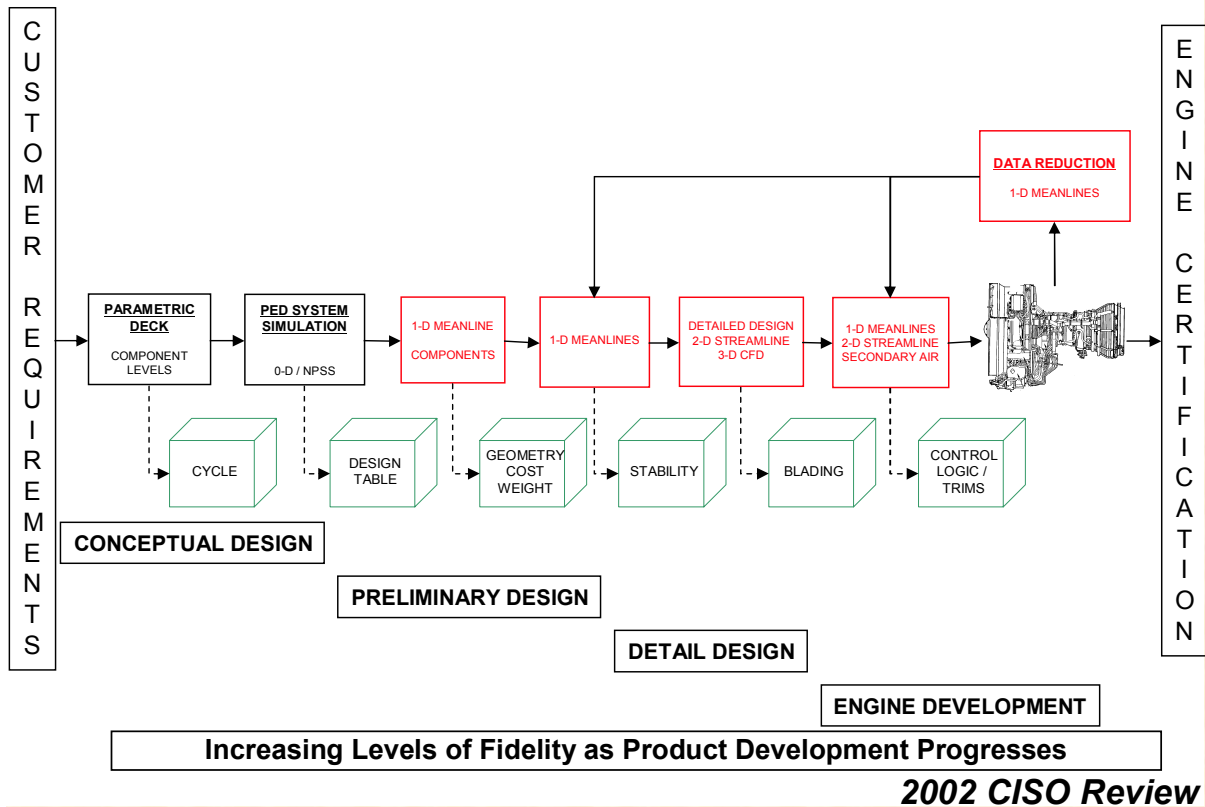 CUSTOMER REQUIREMENTS
PARAMETRIC
DECK
COMPONENT
LEVELS
PED SYSTEM
SIMULATION
0-D / NPSS
1-D MEANLINE
COMPONENTS
1-D MEANLINES
DETAILED DESIGN
2-D STREAMLINE
3-D CFD
1-D MEANLINES
2-D STREAMLINE
SECONDARY AIR
DATA REDUCTION
1-D MEANLINES
ENGINE CERTIFICATION
CYCLE
DESIGN
TABLE
GEOMETRY
COST
WEIGHT
STABILITY
BLADING
CONTROL
LOGIC /
TRIMS
CONCEPTUAL DESIGN
PRELIMINARY DESIGN
DETAIL DESIGN
ENGINE DEVELOPMENT
Increasing Levels of Fidelity as Product Development Progresses
2002 CISO Review